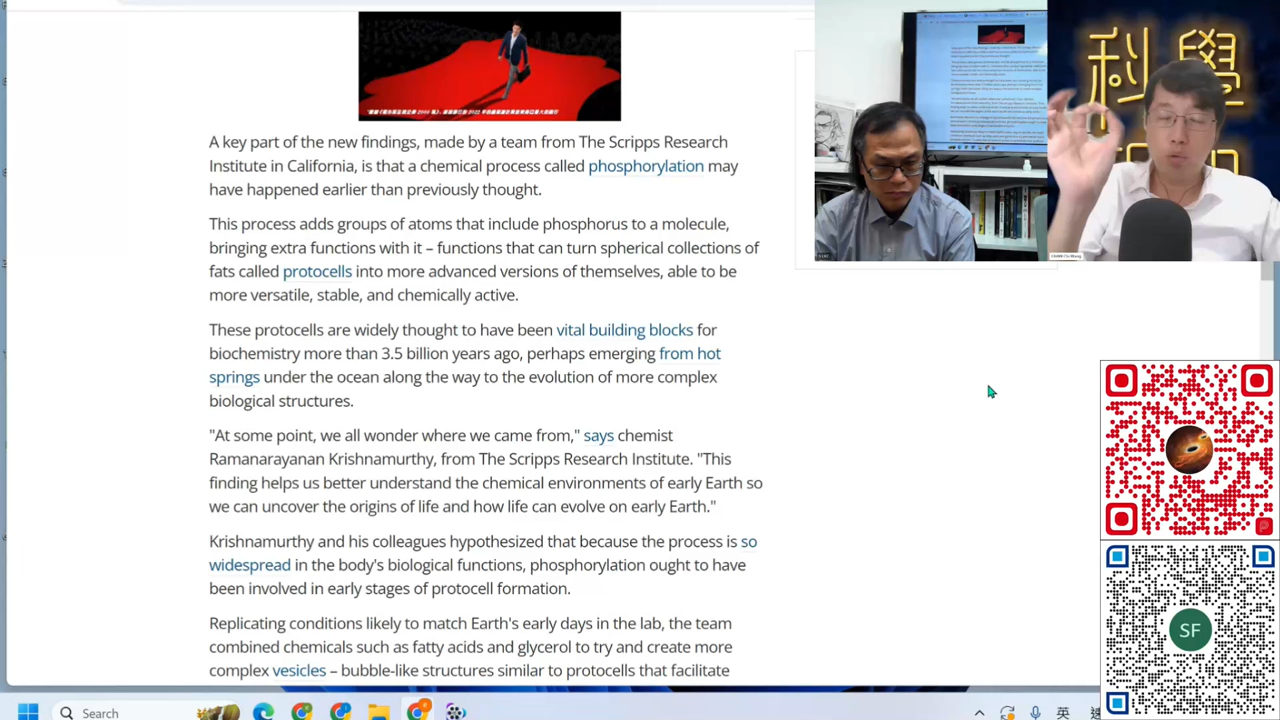 A key part of the new findings, made by a team from The Scripps Research
Institute in California, is that a chemical process called phosphorylation may
have happened earlier than previously thought.
This process adds groups of atoms that include phosphorus to a molecule,
bringing extra functions with it – functions that can turn spherical collections of
fats called protocells into more advanced versions of themselves, able to be
more versatile, stable, and chemically active.
These protocells are widely thought to have been vital building blocks for
biochemistry more than 3.5 billion years ago, perhaps emerging from hot
springs under the ocean along the way to the evolution of more complex
biological structures.
"At some point, we all wonder where we came from," says chemist
Ramanarayanan Krishnamurthy, from The Scripps Research Institute. "This
finding helps us better understand the chemical environments of early Earth so
we can uncover the origins of life and how life can evolve on early Earth."
Krishnamurthy and his colleagues hypothesized that because the process is so
widespread in the body's biological functions, phosphorylation ought to have
been involved in early stages of protocell formation.
Replicating conditions likely to match Earth's early days in the lab, the team
combined chemicals such as fatty acids and glycerol to try and create more
complex vesicles – bubble-like structures similar to protocells that facilitate
科學
SF
Search
英